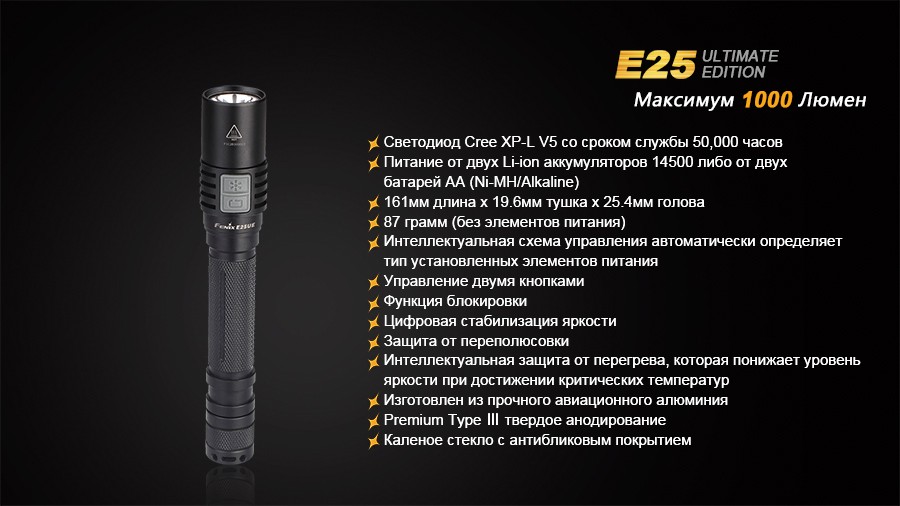 E25 ULTIMATE
EDITION
Максимум 1000 Люмен
Светодиод Cree XP-L V5 со сроком службы 50,000 часов
Питание от двух Li-ion аккумуляторов 14500 либо от двух
батарей АА (Ni-MH/Alkaline)
161мм длина x 19.6мм тушка x 25.4мм голова
87 грамм (без элементов питания)
Интеллектуальная схема управления автоматически определяет
тип установленных элементов питания
Управление двумя кнопками
Функция блокировки
Цифровая стабилизация яркости
Защита от переполюсовки
Интеллектуальная защита от перегрева, которая понижает уровень
яркости при достижении критических температур
Изготовлен из прочного авиационного алюминия
Premium Type III твердое анодирование
Каленое стекло с антибликовым покрытием
FENIX E25UE